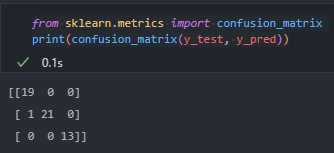 from sklearn.metrics import confusion_matrix
print(confusion_matrix(y_test, y_pred))
✓ 0.1s
[[19  0  0]
 [ 1 21  0]
 [ 0  0 13]]